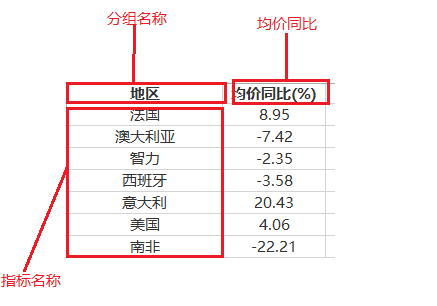 分组名称
均价同比
地区 均价同比(%)
法国 8.95
澳大利亚 -7.42
智力 -2.35
西班牙 -3.58
意大利 20.43
美国 4.06
南非 -22.21
指标名称